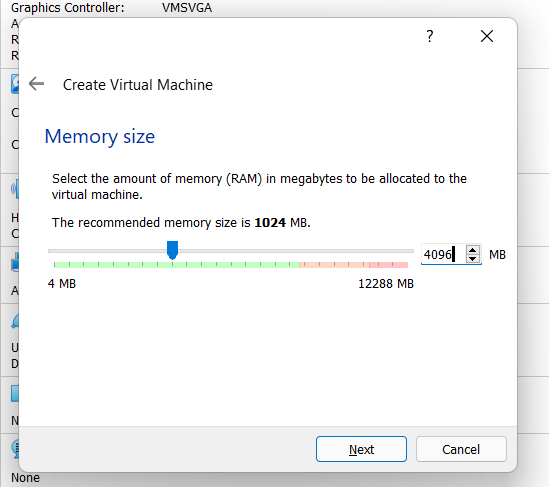 Graphics Controller: VMSVGA
A
R
R
?
Create Virtual Machine
C
Memory size
C
Select the amount of memory (RAM) in megabytes to be allocated to the
virtual machine.
H
The recommended memory size is 1024 MB.
C
4096 MB
4 MB 12288 MB
A
U
D
N
Next Cancel
None